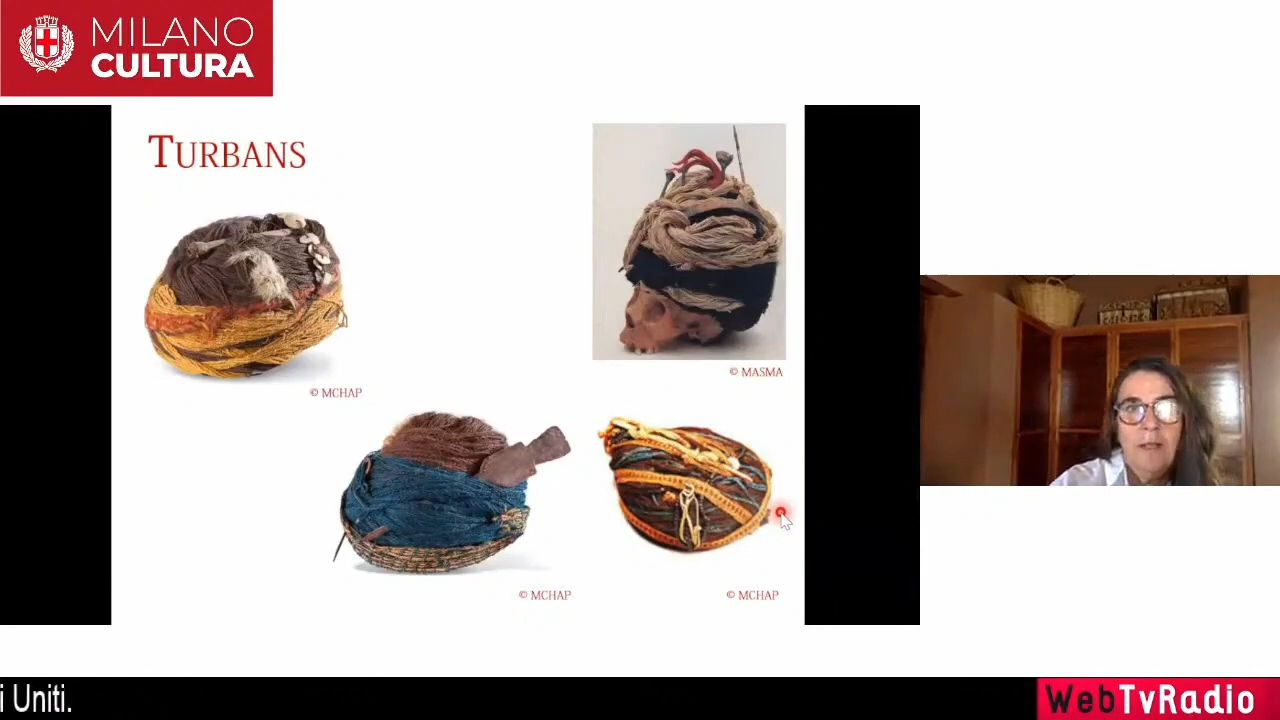 MILANO
CULTURA
TURBANS
© MASMA
© MCHAP
© MCHAP
© MCHAP
i Uniti.
WebTvRadio